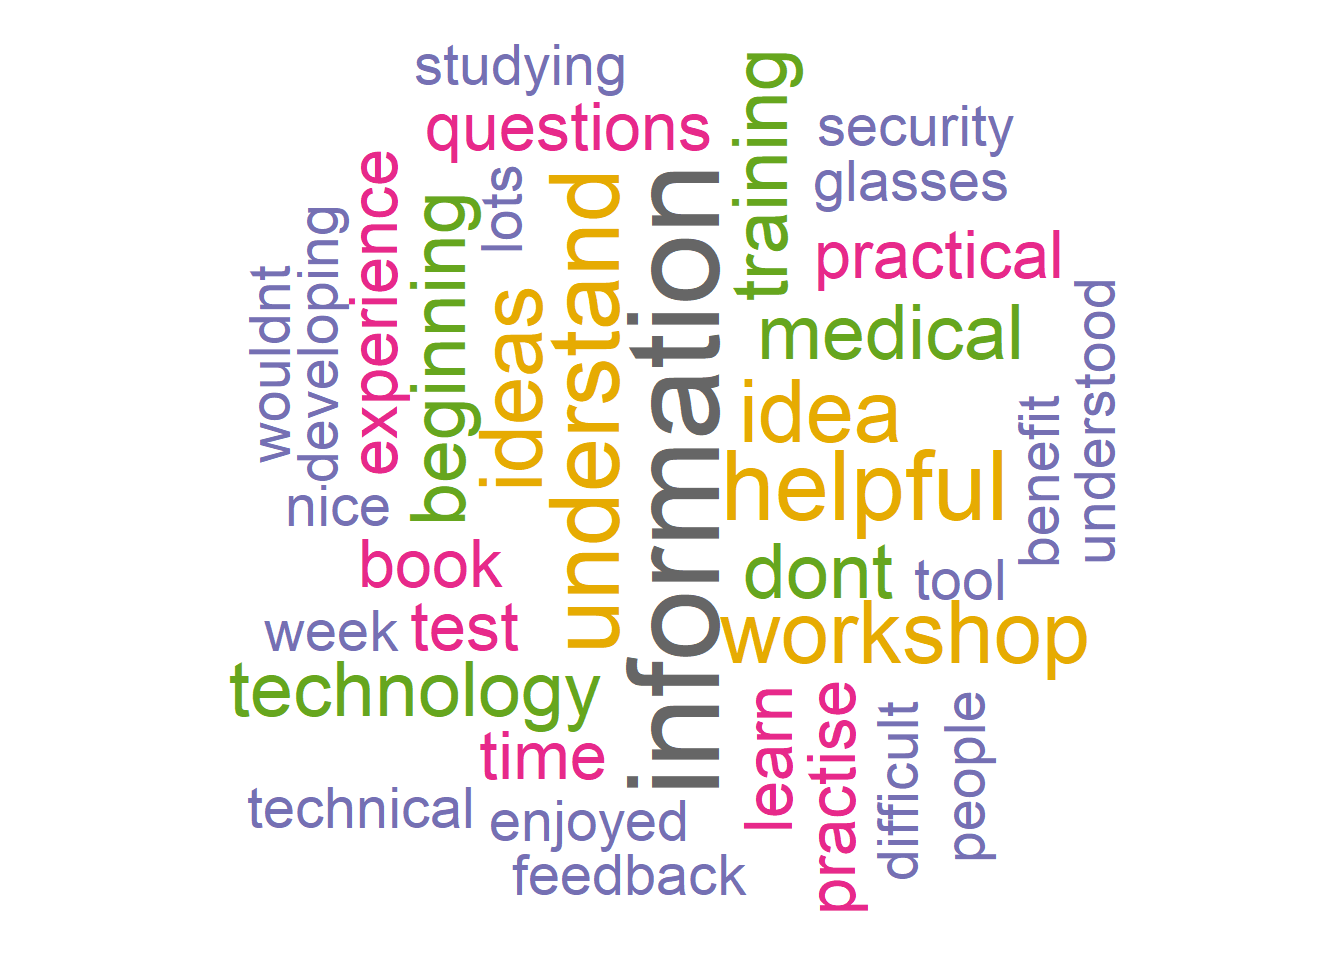 studying
questions
training
security
glasses
practical
medical
idea
helpful
dont
tool
workshop
benefit
understood
information
understand
lots
ideas
beginning
experience
developing
wouldnt
nice
book
week
test
technology
time
technical
enjoyed
feedback
learn
practise
difficult
people